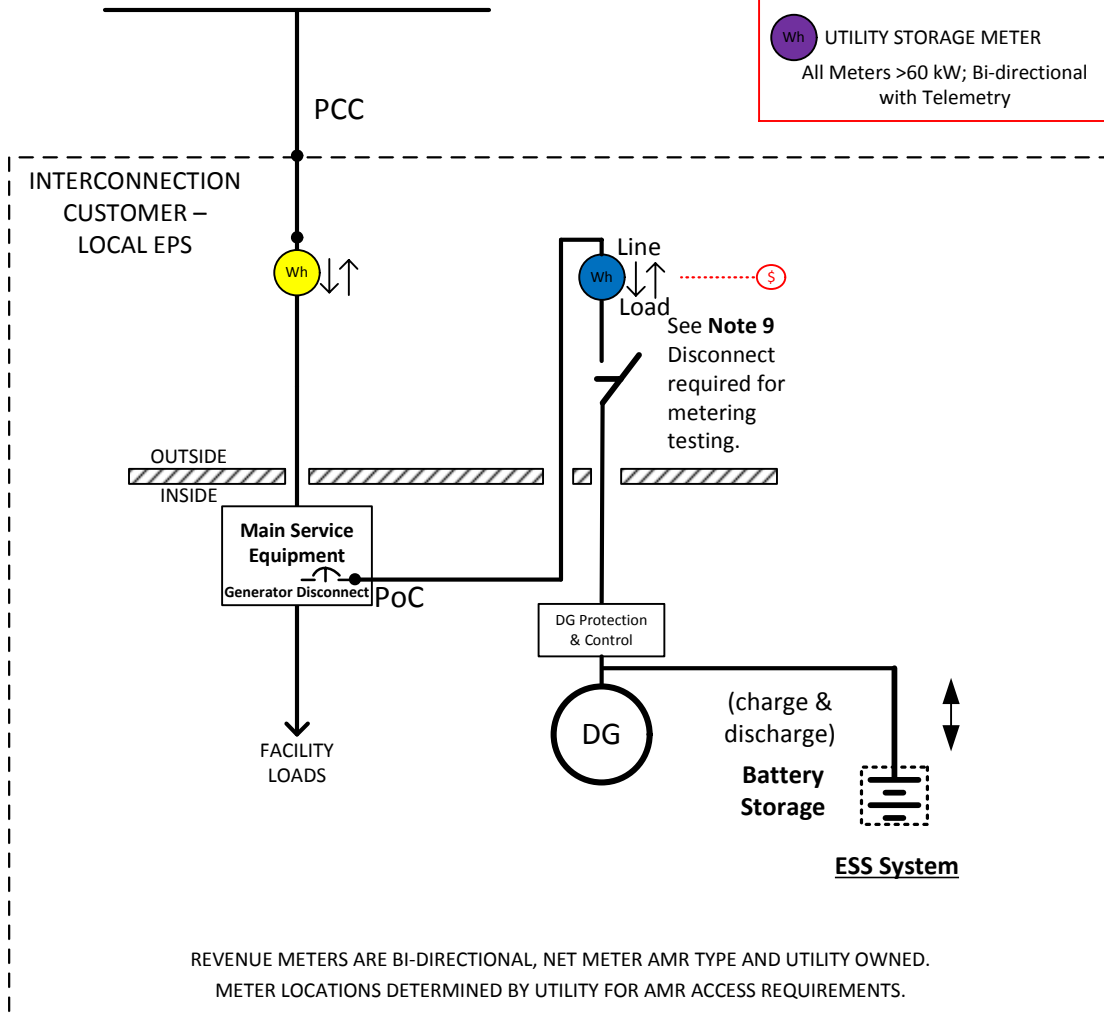 Wh UTILITY STORAGE METER
All Meters >60 kW; Bi-directional
with Telemetry
PCC
INTERCONNECTION
CUSTOMER –
LOCAL EPS
Wh
Line
Wh
$
Load
See Note 9
Disconnect
required for
metering
testing.
OUTSIDE
INSIDE
Main Service
Equipment
Generator Disconnect
PoC
DG Protection
& Control
DG
(charge &
discharge)
Battery
Storage
FACILITY
LOADS
ESS System
REVENUE METERS ARE BI-DIRECTIONAL, NET METER AMR TYPE AND UTILITY OWNED.
METER LOCATIONS DETERMINED BY UTILITY FOR AMR ACCESS REQUIREMENTS.